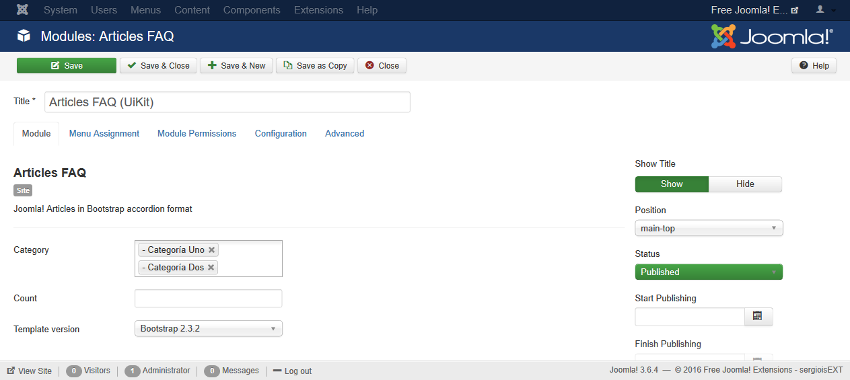 System Users Menus Content Components Extensions Help Free Joomla! E...
Modules: Articles FAQ Joomla!®
Save Save & Close Save & New Save as Copy Close Help
Title * Articles FAQ (UiKit)
Module Menu Assignment Module Permissions Configuration Advanced
Articles FAQ
Site
Joomla! Articles in Bootstrap accordion format
Category
- Categoría Uno
- Categoria Dos
Count
Template version Bootstrap 2.3.2
Show Title
Show Hide
Position
main-top
Status
Published
Start Publishing
Finish Publishing
View Site 0 Visitors 1 Administrator 0 Messages Log out Joomla! 3.6.4 — © 2016 Free Joomla! Extensions - sergioisEXT